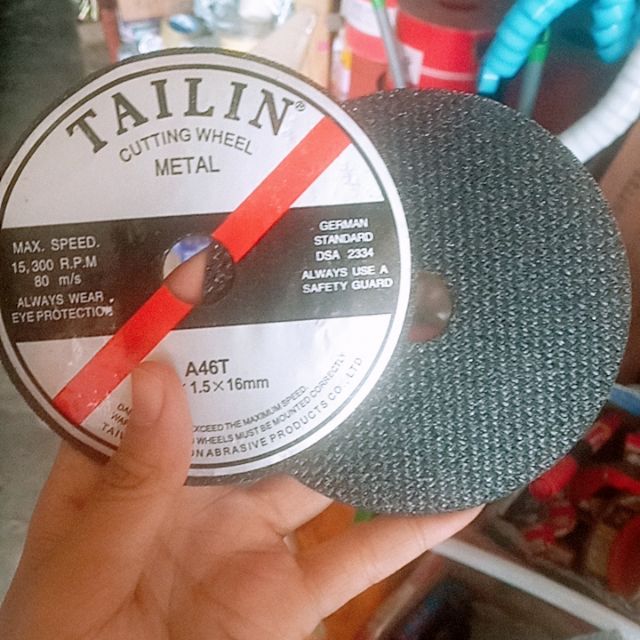 TAILIN®
CUTTING WHEEL
METAL
MAX. SPEED.
15,300 R.P.M
80 m/s
ALWAYS WEAR
EYE PROTECTION
GERMAN
STANDARD
DSA 2334
ALWAYS USE A
SAFETY GUARD
A46T
1.5×16mm
EXCEED THE MAXIMUM SPEED.
WHEELS MUST BE MOUNTED CORRECTLY
ABRASIVE PRODUCTS CO., LTD